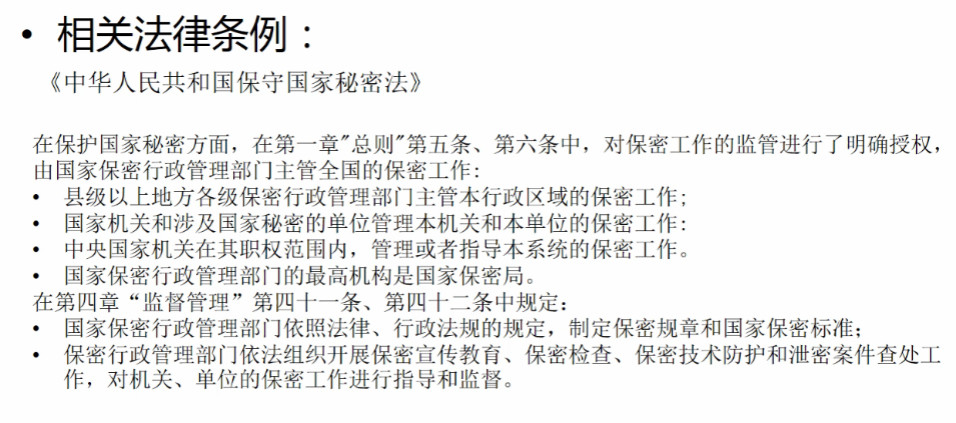 • 相关法律条例：
《中华人民共和国保守国家秘密法》
在保护国家秘密方面，在第一章"总则"第五条、第六条中，对保密工作的监管进行了明确授权，
由国家保密行政管理部门主管全国的保密工作:
• 县级以上地方各级保密行政管理部门主管本行政区域的保密工作;
• 国家机关和涉及国家秘密的单位管理本机关和本单位的保密工作:
• 中央国家机关在其职权范围内，管理或者指导本系统的保密工作。
• 国家保密行政管理部门的最高机构是国家保密局。
在第四章“监督管理”第四十一条、第四十二条中规定：
• 国家保密行政管理部门依照法律、行政法规的规定，制定保密规章和国家保密标准；
• 保密行政管理部门依法组织开展保密宣传教育、保密检查、保密技术防护和泄密案件查处工
作，对机关、单位的保密工作进行指导和监督。